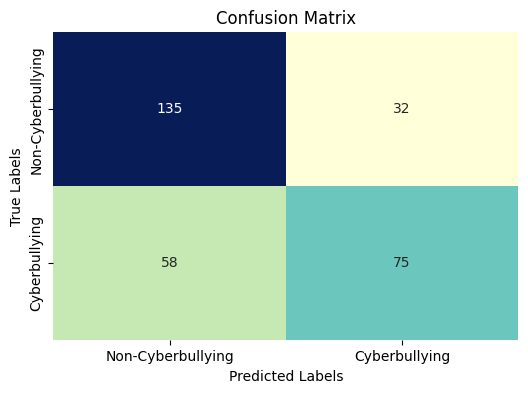 Confusion Matrix
True Labels
Non-Cyberbullying
135
32
Cyberbullying
58
75
Non-Cyberbullying
Cyberbullying
Predicted Labels